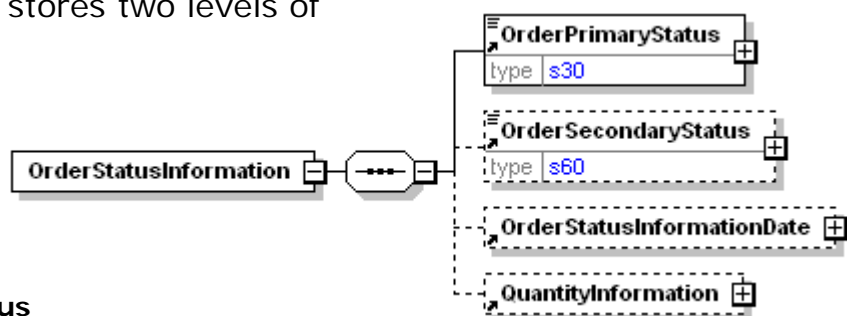 stores two levels of
OrderPrimaryStatus
type s30
OrderSecondaryStatus
type s60
OrderStatusInformation
OrderStatusInformationDate
QuantityInformation
us